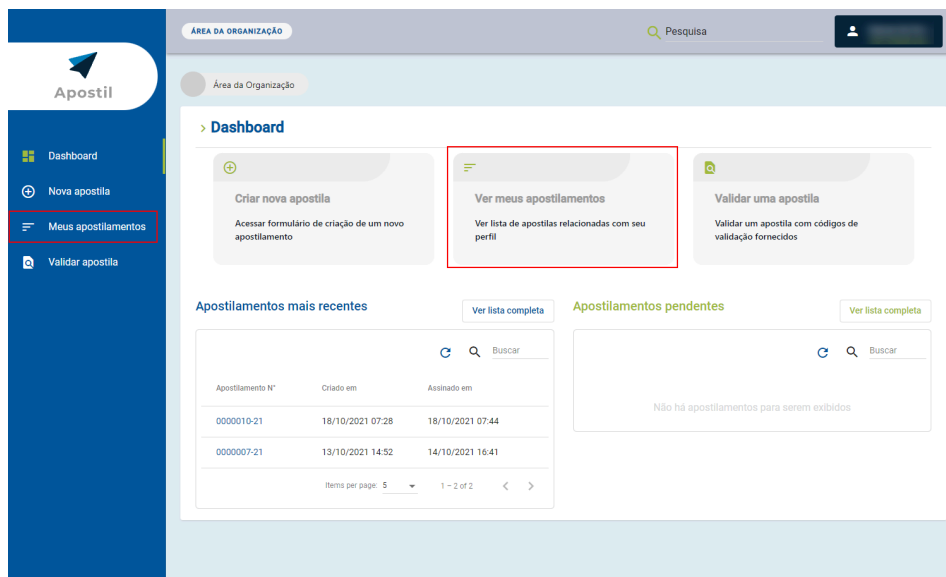 ÁREA DA ORGANIZAÇÃO
Pesquisa
Apostil
Área da Organização
Dashboard
Nova apostila
Meus apostilamentos
Validar apostila
> Dashboard
Criar nova apostila
Acessar formulário de criação de um novo
apostilamento
Ver meus apostilamentos
Ver lista de apostilas relacionadas com seu
perfil
Validar uma apostila
Validar um apostila com códigos de
validação fornecidos
Apostilamentos mais recentes
Ver lista completa
Buscar
Apostilamento N° Criado em Assinado em
0000010-21 18/10/2021 07:28 18/10/2021 07:44
0000007-21 13/10/2021 14:52 14/10/2021 16:41
Items per page: 5 1 – 2 of 2
Apostilamentos pendentes
Ver lista completa
Buscar
Não há apostilamentos para serem exibidos